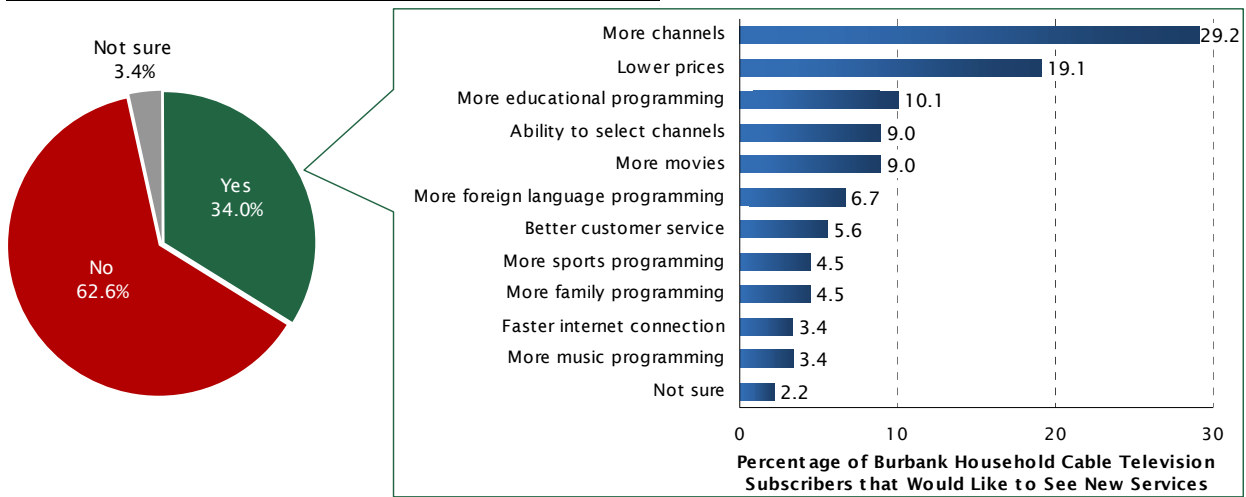 Not sure
3.4%
Yes
34.0%
No
62.6%
More channels 29.2
Lower prices 19.1
More educational programming 10.1
Ability to select channels 9.0
More movies 9.0
More foreign language programming 6.7
Better customer service 5.6
More sports programming 4.5
More family programming 4.5
Faster internet connection 3.4
More music programming 3.4
Not sure 2.2
0 10 20 30
Percentage of Burbank Household Cable Television
Subscribers that Would Like to See New Services